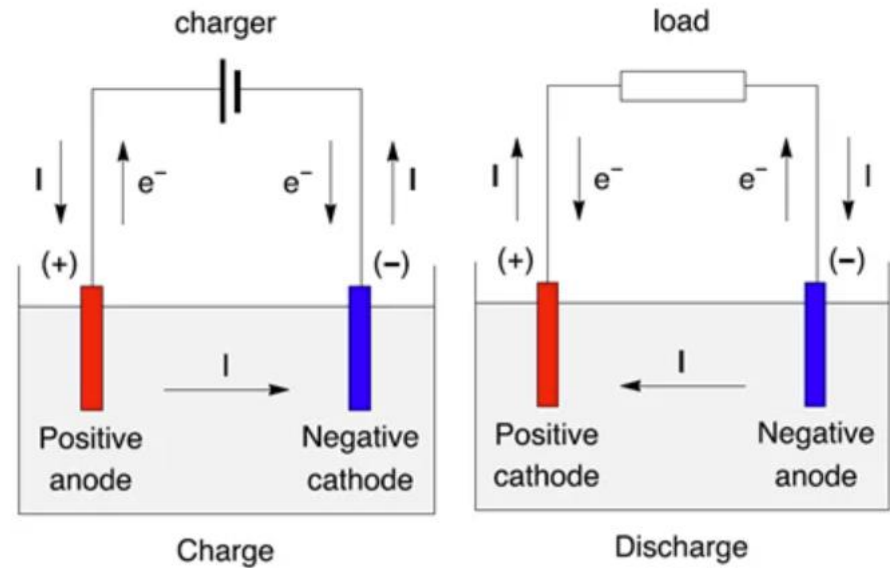 charger
I
e⁻
e⁻
I
(+)
(−)
I
Positive
anode
Negative
cathode
Charge
load
I
e⁻
e⁻
I
(+)
(−)
I
Positive
cathode
Negative
anode
Discharge